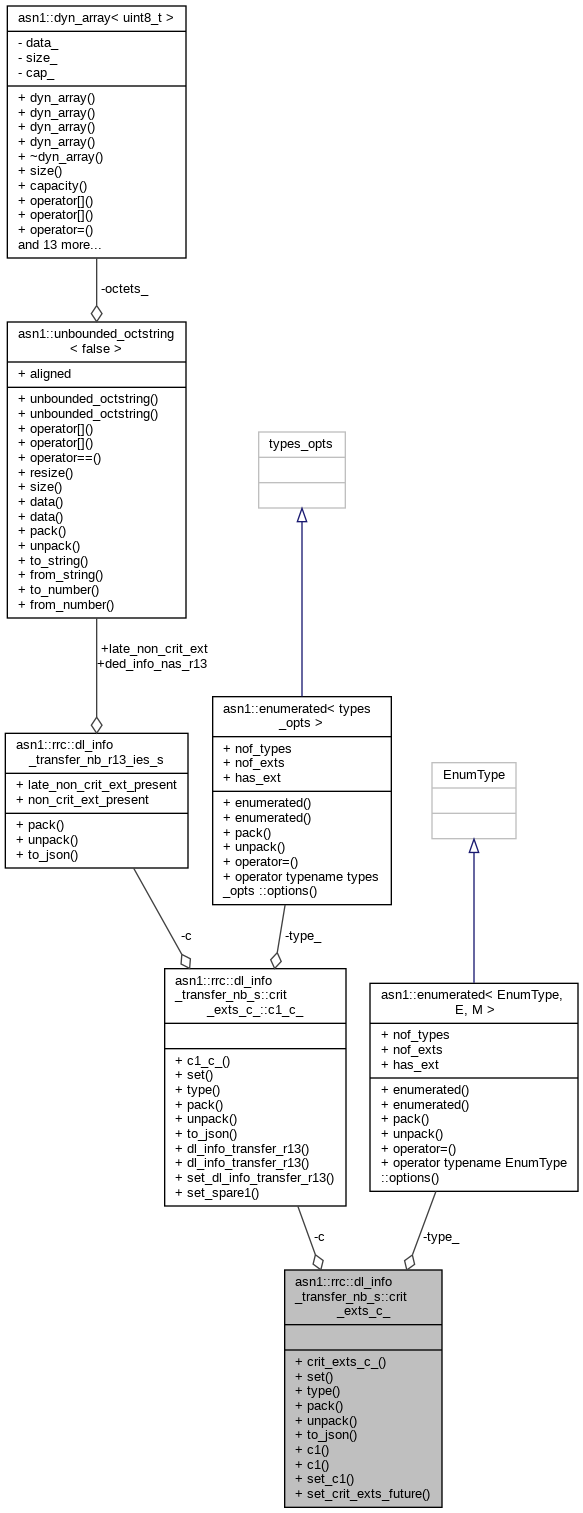 asn1::dyn_array< uint8_t >
- data_
- size_
- cap_
+ dyn_array()
+ dyn_array()
+ dyn_array()
+ dyn_array()
+ ~dyn_array()
+ size()
+ capacity()
+ operator[]()
+ operator[]()
+ operator=()
and 13 more...
-octets_
asn1::unbounded_octstring
< false >
+ aligned
+ unbounded_octstring()
+ unbounded_octstring()
+ operator[]()
+ operator[]()
+ operator==()
+ resize()
+ size()
+ data()
+ data()
+ pack()
+ unpack()
+ to_string()
+ from_string()
+ to_number()
+ from_number()
types_opts
+late_non_crit_ext
+ded_info_nas_r13
asn1::rrc::dl_info
_transfer_nb_r13_ies_s
+ late_non_crit_ext_present
+ non_crit_ext_present
+ pack()
+ unpack()
+ to_json()
asn1::enumerated< types
_opts >
+ nof_types
+ nof_exts
+ has_ext
+ enumerated()
+ enumerated()
+ pack()
+ unpack()
+ operator=()
+ operator typename types
_opts ::options()
EnumType
-c
-type_
asn1::rrc::dl_info
_transfer_nb_s::crit
_exts_c_::c1_c_
+ c1_c_()
+ set()
+ type()
+ pack()
+ unpack()
+ to_json()
+ dl_info_transfer_r13()
+ dl_info_transfer_r13()
+ set_dl_info_transfer_r13()
+ set_spare1()
asn1::enumerated< EnumType,
E, M >
+ nof_types
+ nof_exts
+ has_ext
+ enumerated()
+ enumerated()
+ pack()
+ unpack()
+ operator=()
+ operator typename EnumType
::options()
-c
-type_
asn1::rrc::dl_info
_transfer_nb_s::crit
_exts_c_
+ crit_exts_c_()
+ set()
+ type()
+ pack()
+ unpack()
+ to_json()
+ c1()
+ c1()
+ set_c1()
+ set_crit_exts_future()